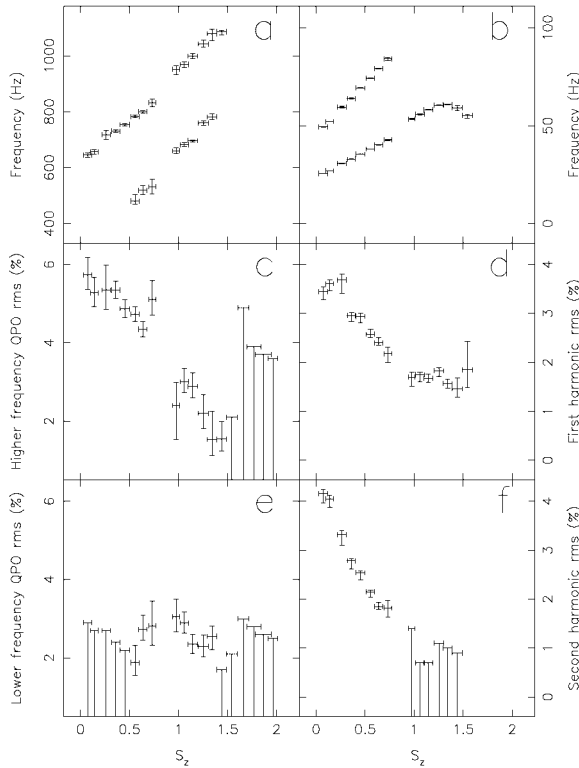 a
Frequency (Hz)
400 600 800 1000
b
Frequency (Hz)
0 50 100
c
Higher frequency QPO rms (%)
2 4 6
d
First harmonic rms (%)
0 1 2 3 4
e
Lower frequency QPO rms (%)
2 4 6
f
Second harmonic rms (%)
0 1 2 3 4
0 0.5 1 1.5 2
0 0.5 1 1.5 2
Sz
Sz